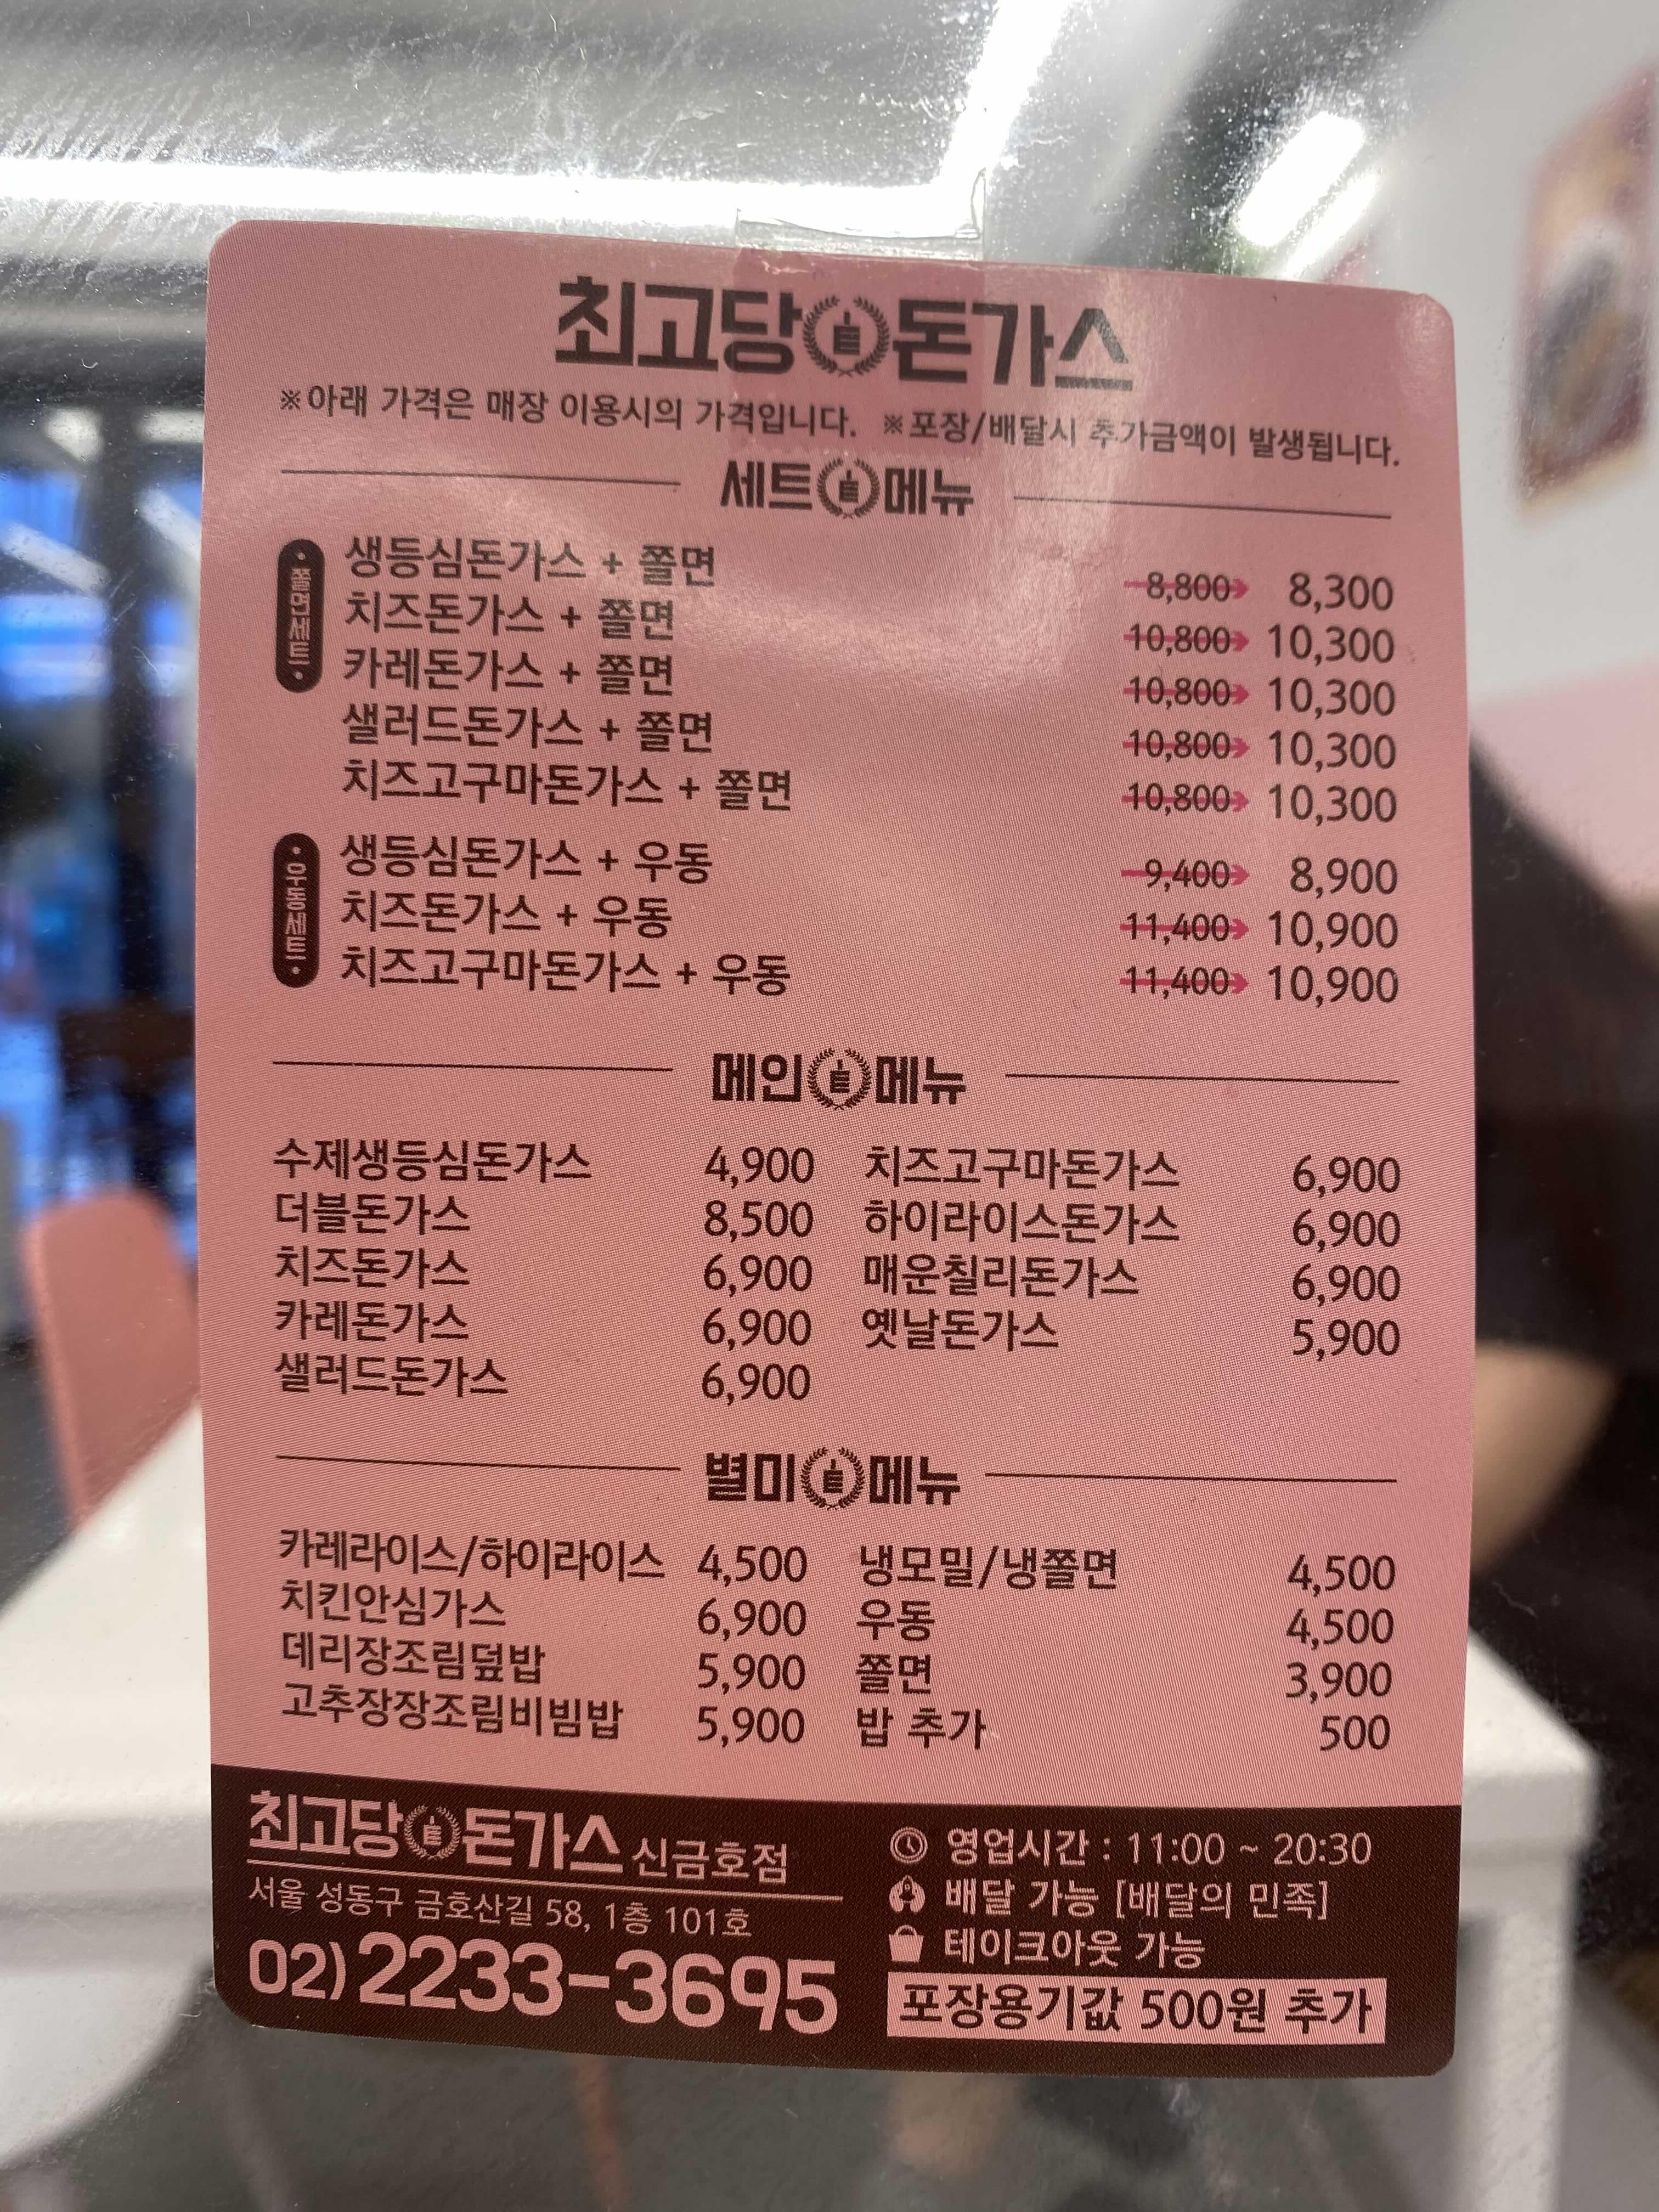 최고당돈가스
※아래 가격은 매장 이용시의 가격입니다. ※포장/배달시 추가금액이 발생됩니다.
세트메뉴
쫄면세트
생등심돈가스 + 쫄면 8,800 8,300
치즈돈가스 + 쫄면 10,800 10,300
카레돈가스 + 쫄면 10,800 10,300
샐러드돈가스 + 쫄면 10,800 10,300
치즈고구마돈가스 + 쫄면 10,800 10,300
우동세트
생등심돈가스 + 우동 9,400 8,900
치즈돈가스 + 우동 11,400 10,900
치즈고구마돈가스 + 우동 11,400 10,900
메인메뉴
수제생등심돈가스 4,900 치즈고구마돈가스 6,900
더블돈가스 8,500 하이라이스돈가스 6,900
치즈돈가스 6,900 매운칠리돈가스 6,900
카레돈가스 6,900 옛날돈가스 5,900
샐러드돈가스 6,900
별미메뉴
카레라이스/하이라이스 4,500 냉모밀/냉쫄면 4,500
치킨안심가스 6,900 우동 4,500
데리장조림덮밥 5,900 쫄면 3,900
고추장장조림비빔밥 5,900 밥 추가 500
최고당돈가스 신금호점
서울 성동구 금호산길 58, 1층 101호
02)2233-3695
영업시간 : 11:00 ~ 20:30
배달 가능 [배달의 민족]
테이크아웃 가능
포장용기값 500원 추가